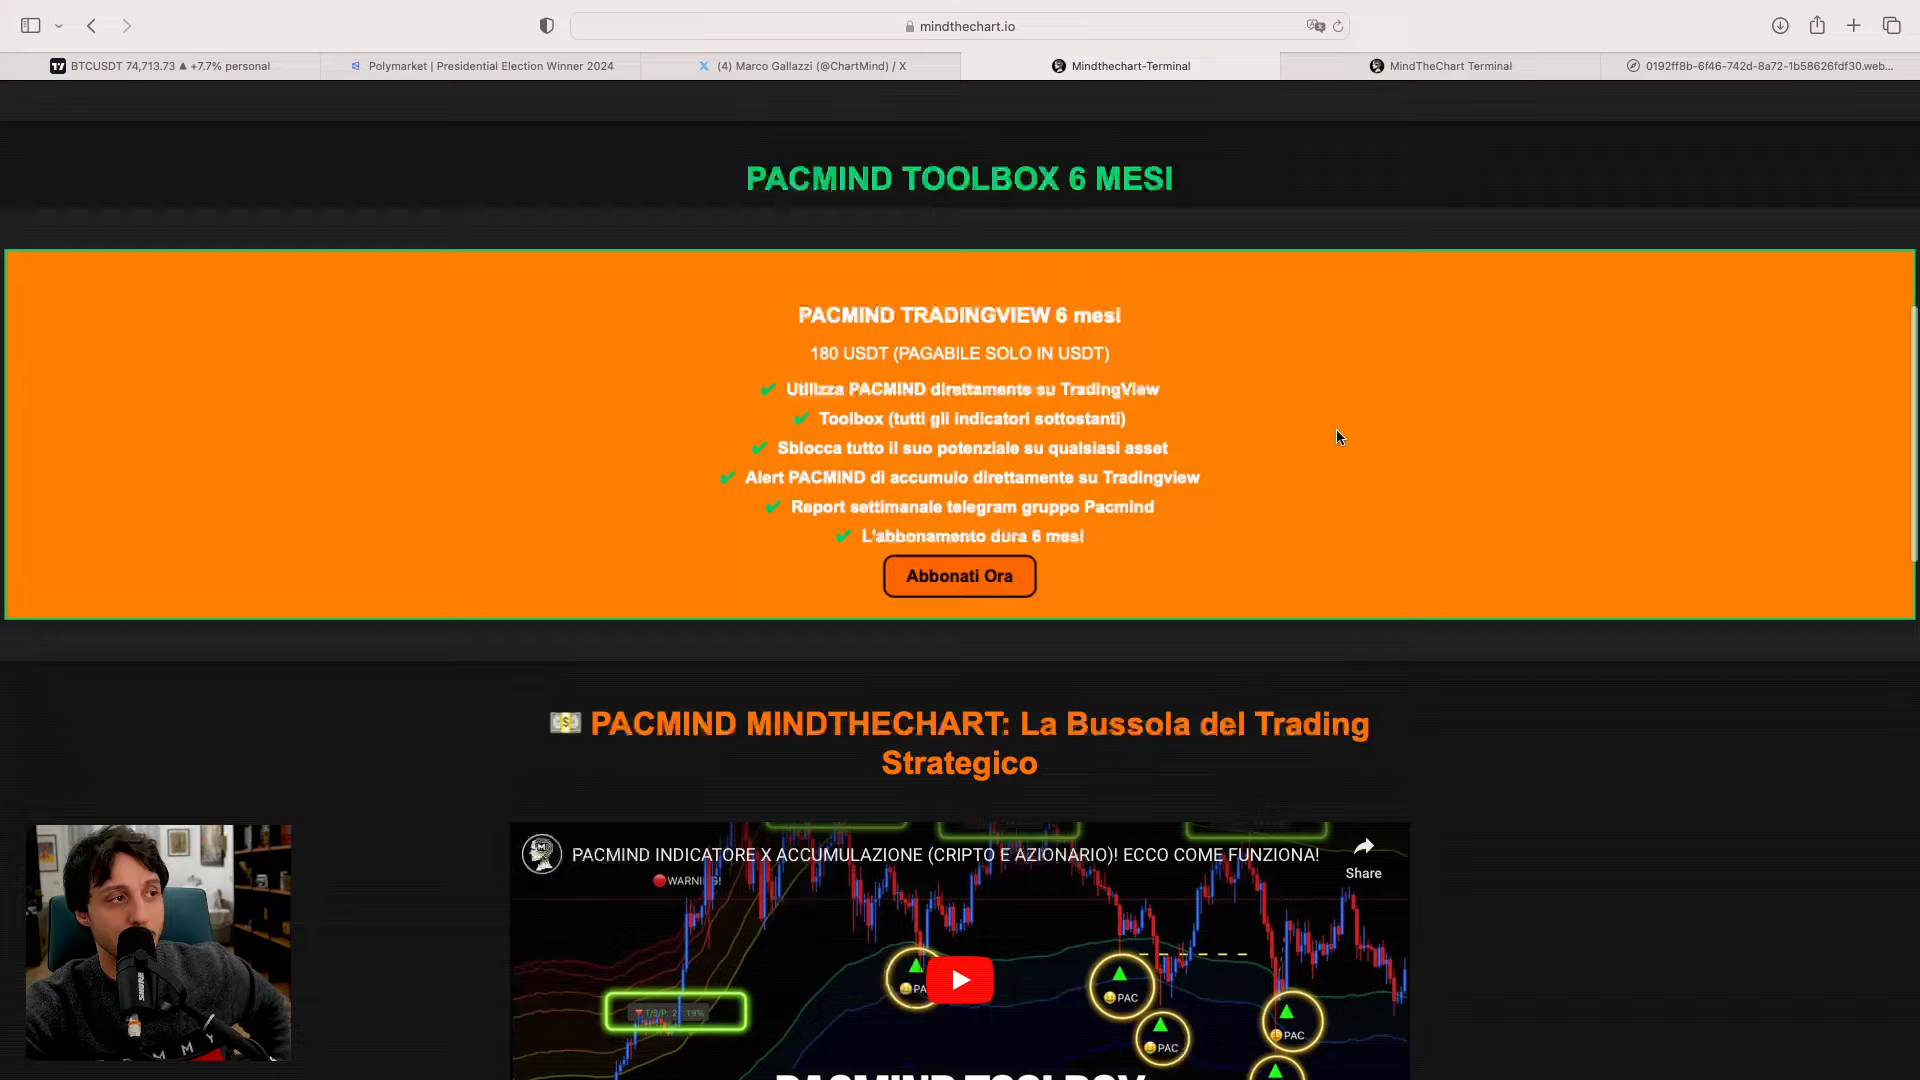 mindthechart.io
BTCUSDT 74,713.73 ▲ +7.7% personal
Polymarket | Presidential Election Winner 2024
(4) Marco Gallazzi (@ChartMind) / X
Mindthechart-Terminal
MindTheChart Terminal
0192ff8b-6f46-742d-8a72-1b58626fdf30.web...
PACMIND TOOLBOX 6 MESI
PACMIND TRADINGVIEW 6 mesi
180 USDT (PAGABILE SOLO IN USDT)
✔ Utilizza PACMIND direttamente su TradingView
✔ Toolbox (tutti gli indicatori sottostanti)
✔ Sblocca tutto il suo potenziale su qualsiasi asset
✔ Alert PACMIND di accumulo direttamente su Tradingview
✔ Report settimanale telegram gruppo Pacmind
✔ L'abbonamento dura 6 mesi
Abbonati Ora
💵 PACMIND MINDTHECHART: La Bussola del Trading
Strategico
PACMIND INDICATORE X ACCUMULAZIONE (CRIPTO E AZIONARIO)! ECCO COME FUNZIONA!
Share
WARNING!
PAC
PAC
PAC
PACMIND TOOLBOX
SHURE